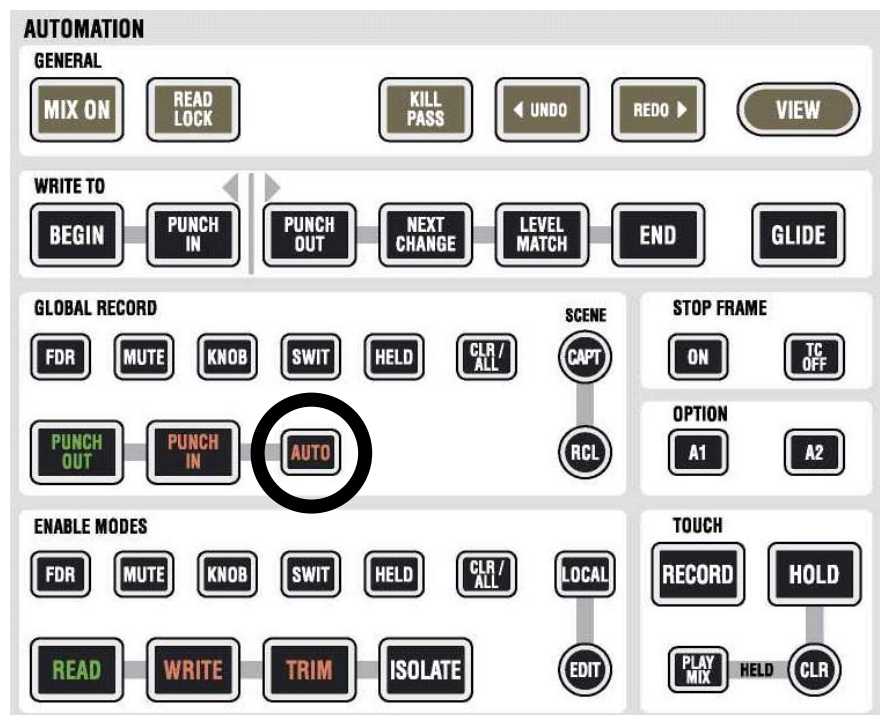 AUTOMATION
GENERAL
MIX ON
READ
LOCK
KILL
PASS
◀ UNDO
REDO ▶
VIEW
WRITE TO
BEGIN
PUNCH
IN
PUNCH
OUT
NEXT
CHANGE
LEVEL
MATCH
END
GLIDE
GLOBAL RECORD
SCENE
FDR
MUTE
KNOB
SWIT
HELD
CLR /
ALL
CAPT
PUNCH
OUT
PUNCH
IN
AUTO
RCL
STOP FRAME
ON
TC
OFF
OPTION
A1
A2
ENABLE MODES
FDR
MUTE
KNOB
SWIT
HELD
CLR /
ALL
LOCAL
READ
WRITE
TRIM
ISOLATE
EDIT
TOUCH
RECORD
HOLD
PLAY
MIX
HELD
CLR